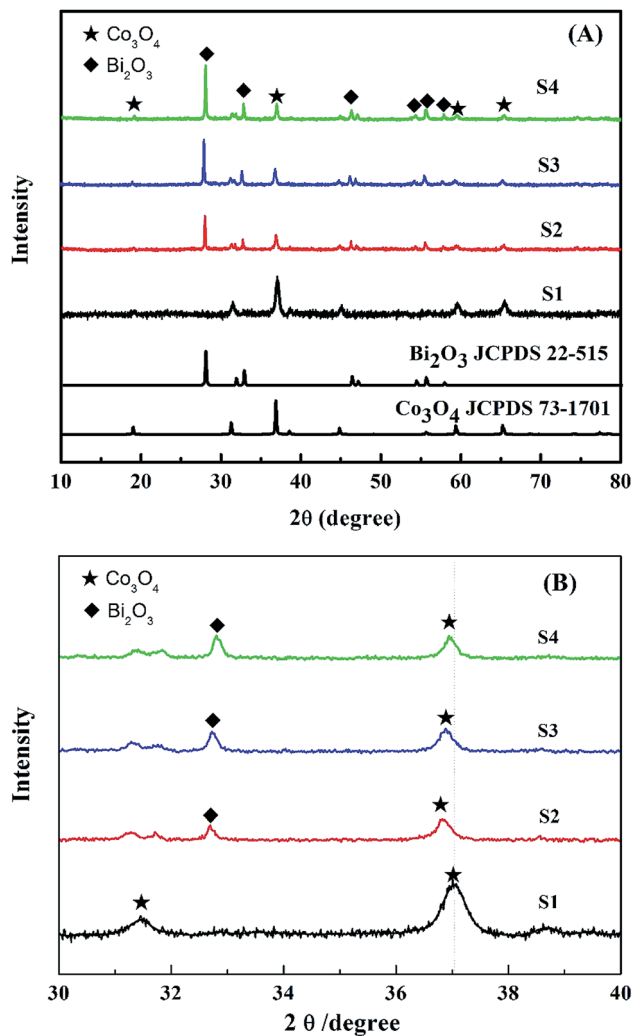 ★ Co₃O₄
◆ Bi₂O₃
(A)
S4
S3
S2
S1
Bi₂O₃ JCPDS 22-515
Co₃O₄ JCPDS 73-1701
Intensity
10 20 30 40 50 60 70 80
2θ (degree)
★ Co₃O₄
◆ Bi₂O₃
(B)
S4
S3
S2
S1
Intensity
30 32 34 36 38 40
2 θ /degree